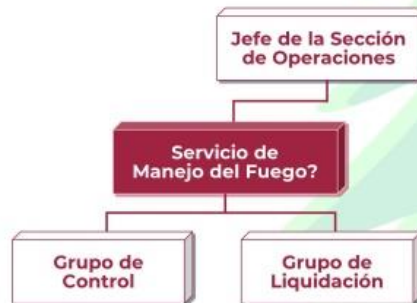 Jefe de la Sección
de Operaciones
Servicio de
Manejo del Fuego?
Grupo de
Control
Grupo de
Liquidación